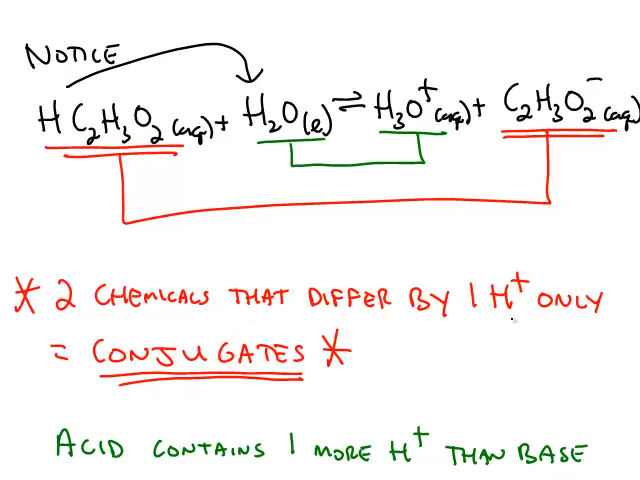 NOTICE
HC₂H₃O₂(aq) + H₂O(l) ⇌ H₃O⁺(aq) + C₂H₃O₂⁻(aq)
* 2 CHEMICALS THAT DIFFER BY 1 H⁺ ONLY
= CONJUGATES *
ACID CONTAINS 1 MORE H⁺ THAN BASE